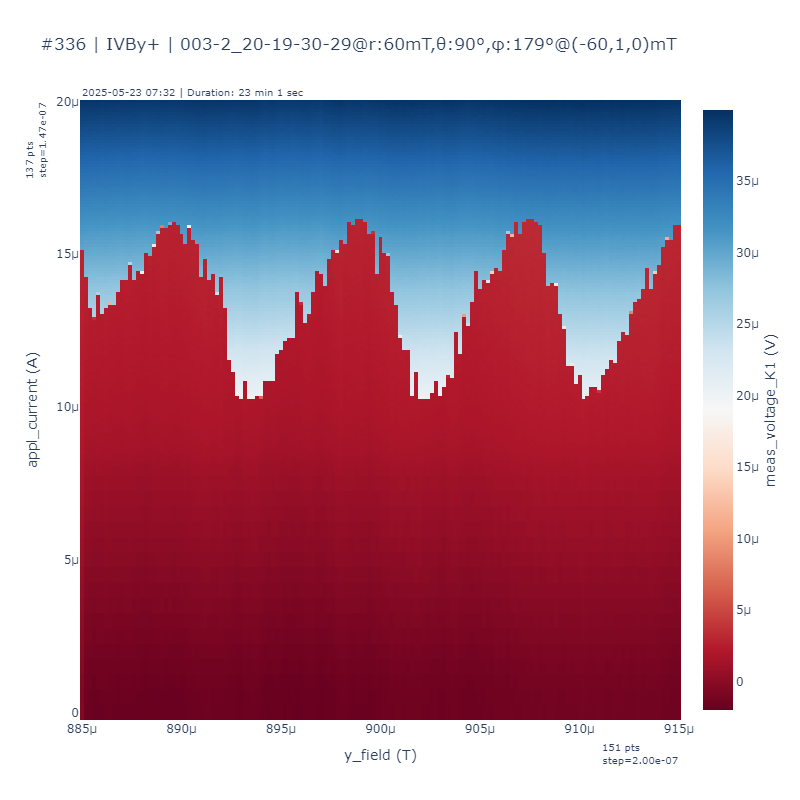 #336 | IVBy+ | 003-2_20-19-30-29@r:60mT,θ:90°,φ:179°@(-60,1,0)mT
2025-05-23 07:32 | Duration: 23 min 1 sec
137 pts
step=1.47e-07
20µ
15µ
10µ
5µ
0
appl_current (A)
885µ
890µ
895µ
900µ
905µ
910µ
915µ
y_field (T)
151 pts
step=2.00e-07
35µ
30µ
25µ
20µ
15µ
10µ
5µ
0
meas_voltage_K1 (V)